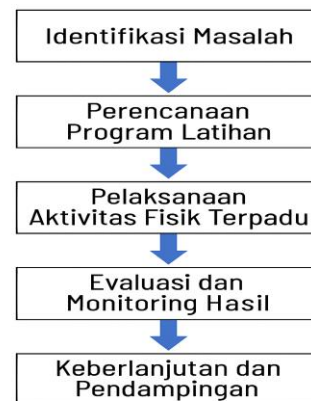 Identifikasi Masalah
Perencanaan
Program Latihan
Pelaksanaan
Aktivitas Fisik Terpadu
Evaluasi dan
Monitoring Hasil
Keberlanjutan dan
Pendampingan